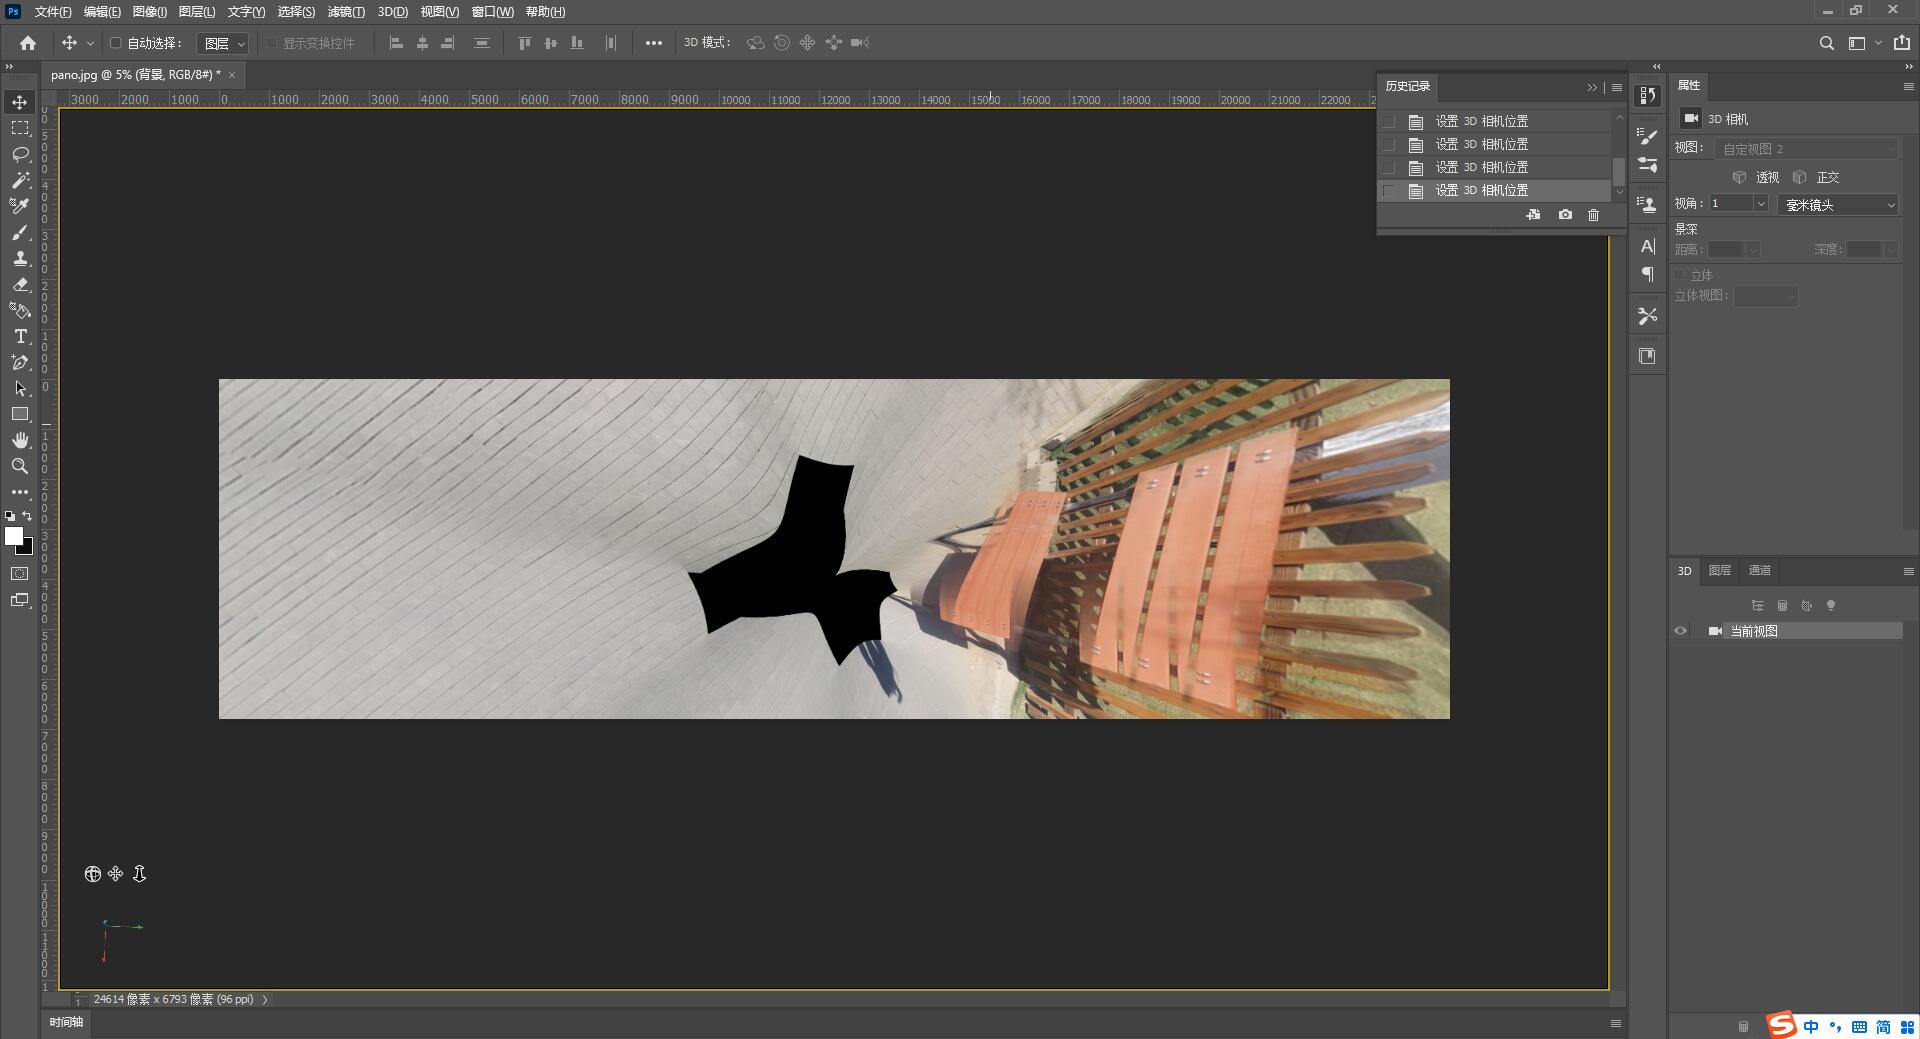 Ps 文件(F) 编辑(E) 图像(I) 图层(L) 文字(Y) 选择(S) 滤镜(T) 3D(D) 视图(V) 窗口(W) 帮助(H)
自动选择: 图层 显示变换控件 ••• 3D 模式:
pano.jpg @ 5% (背景, RGB/8#) * ×
3000 2000 1000 0 1000 2000 3000 4000 5000 6000 7000 8000 9000 10000 11000 12000 13000 14000 15000 16000 17000 18000 19000 20000 21000 22000
历史记录
设置 3D 相机位置
设置 3D 相机位置
设置 3D 相机位置
设置 3D 相机位置
属性
3D 相机
视图: 自定视图 2
透视 正交
视角: 1 毫米镜头
景深
距离: 深度:
立体
立体视图:
3D 图层 通道
当前视图
24614 像素 x 6793 像素 (96 ppi)
时间轴
中 简